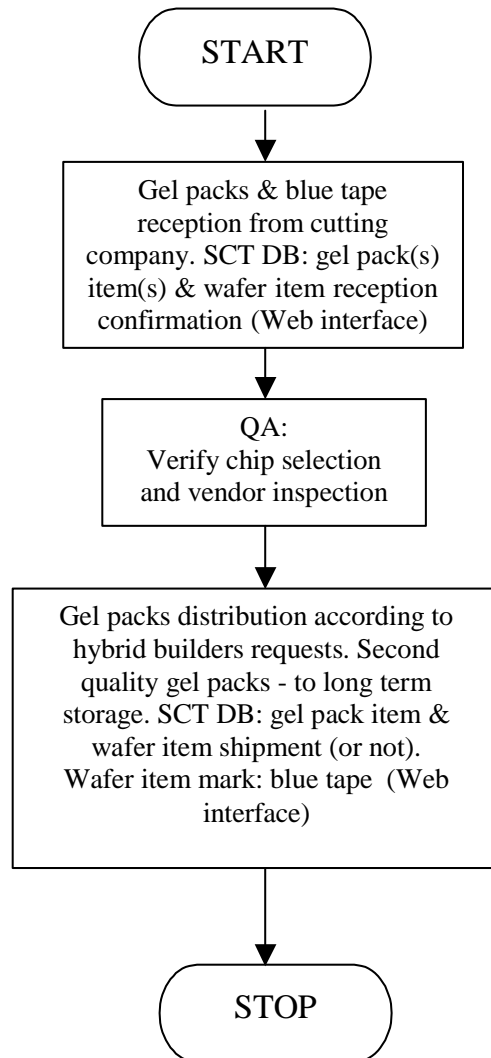 START
Gel packs & blue tape
reception from cutting
company. SCT DB: gel pack(s)
item(s) & wafer item reception
confirmation (Web interface)
QA:
Verify chip selection
and vendor inspection
Gel packs distribution according to
hybrid builders requests. Second
quality gel packs - to long term
storage. SCT DB: gel pack item &
wafer item shipment (or not).
Wafer item mark: blue tape (Web
interface)
STOP